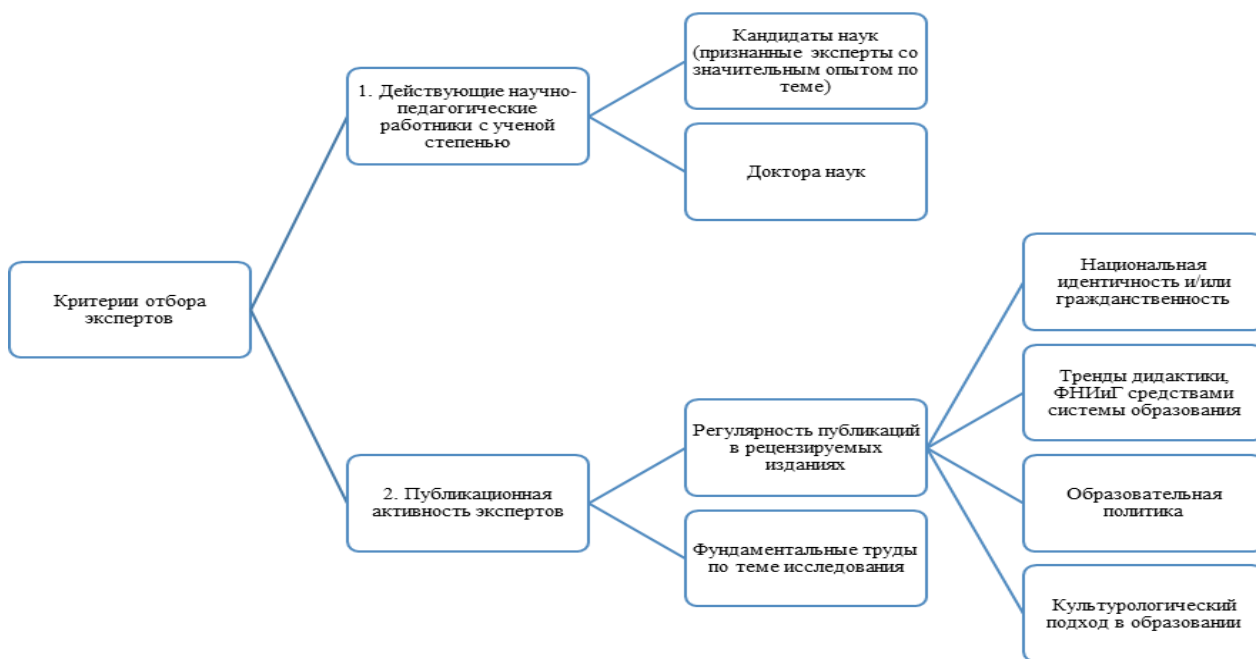 Критерии отбора
экспертов
1. Действующие научно-
педагогические
работники с ученой
степенью
Кандидаты наук
(признанные эксперты со
значительным опытом по
теме)
Доктора наук
2. Публикационная
активность экспертов
Регулярность публикаций
в рецензируемых
изданиях
Национальная
идентичность и/или
гражданственность
Тренды дидактики,
ФНИиГ средствами
системы образования
Образовательная
политика
Культурологический
подход в образовании
Фундаментальные труды
по теме исследования